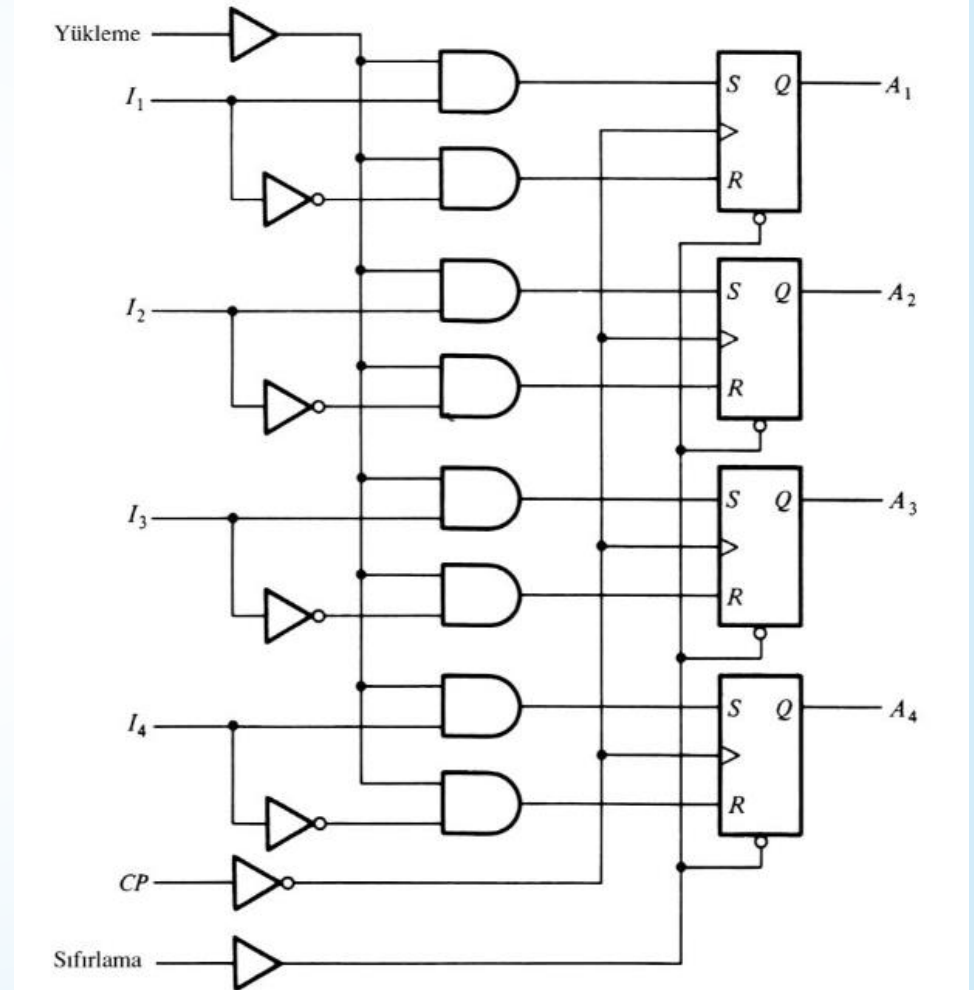 Yükleme
I1
S Q A1
R
I2
S Q A2
R
I3
S Q A3
R
I4
S Q A4
R
CP
Sıfırlama